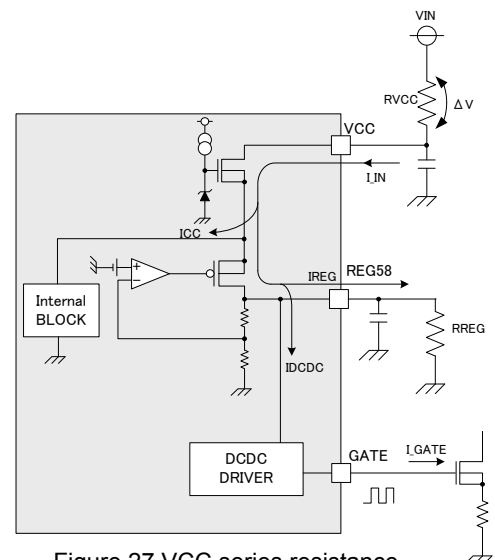 VIN
RVCC
ΔV
VCC
I_IN
ICC
IREG
REG58
+
-
Internal
BLOCK
RREG
IDCDC
DCDC
DRIVER
GATE
I_GATE
Figure 27 VCC series resistance